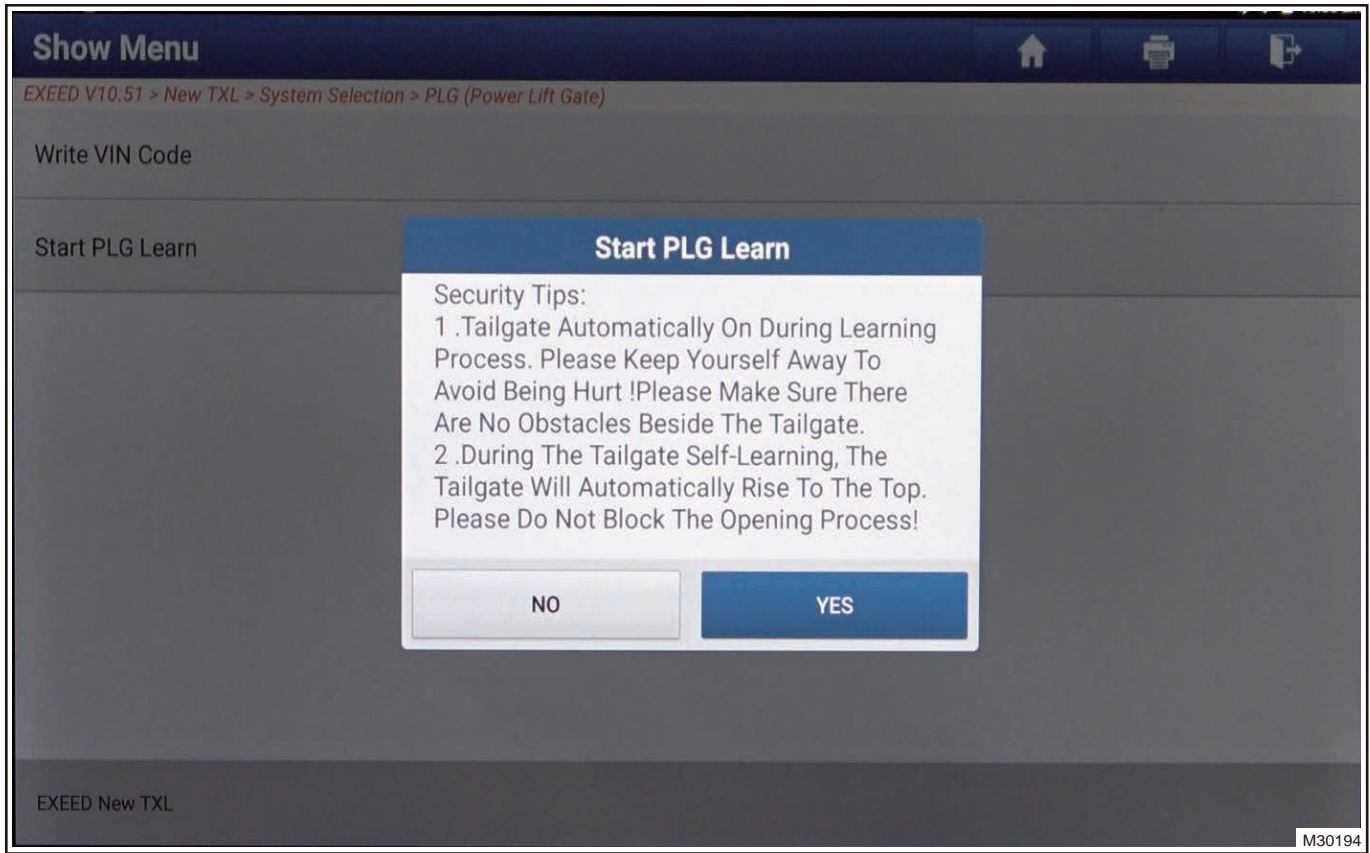 Show Menu
EXEED V10.51 > New TXL > System Selection > PLG (Power Lift Gate)
Write VIN Code
Start PLG Learn
Start PLG Learn
Security Tips:
1 .Tailgate Automatically On During Learning
Process. Please Keep Yourself Away To
Avoid Being Hurt !Please Make Sure There
Are No Obstacles Beside The Tailgate.
2 .During The Tailgate Self-Learning, The
Tailgate Will Automatically Rise To The Top.
Please Do Not Block The Opening Process!
NO
YES
EXEED New TXL
M30194